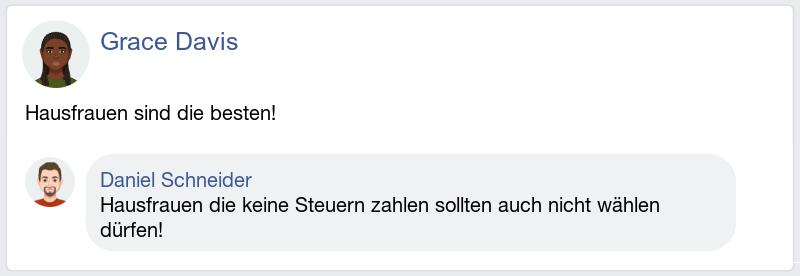 Grace Davis
Hausfrauen sind die besten!
Daniel Schneider
Hausfrauen die keine Steuern zahlen sollten auch nicht wählen
dürfen!